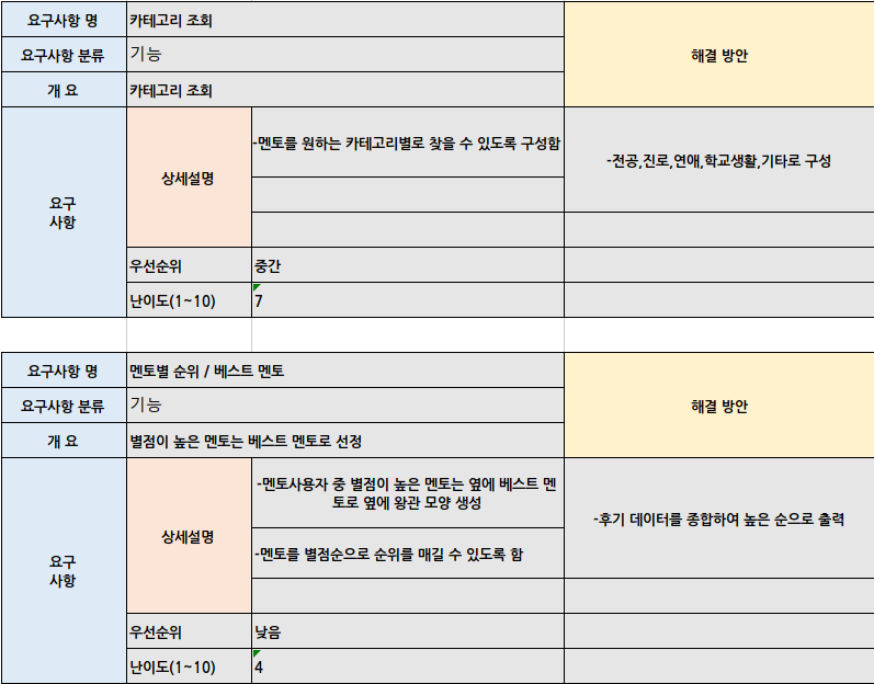 요구사항 명 카테고리 조회
해결 방안
요구사항 분류 기능
개 요 카테고리 조회
요구
사항
상세설명
-멘토를 원하는 카테고리별로 찾을 수 있도록 구성함
-전공,진로,연애,학교생활,기타로 구성
우선순위 중간
난이도(1~10) 7
요구사항 명 멘토별 순위 / 베스트 멘토
해결 방안
요구사항 분류 기능
개 요 별점이 높은 멘토는 베스트 멘토로 선정
요구
사항
상세설명
-멘토사용자 중 별점이 높은 멘토는 옆에 베스트 멘
토로 옆에 왕관 모양 생성
-멘토를 별점순으로 순위를 매길 수 있도록 함
-후기 데이터를 종합하여 높은 순으로 출력
우선순위 낮음
난이도(1~10) 4